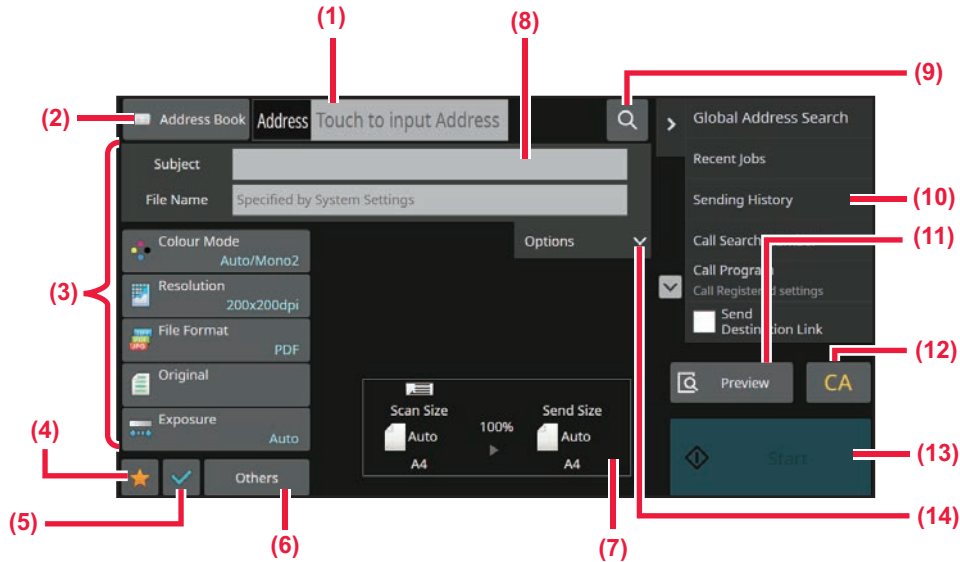 (1)
(8)
(9)
(2)
Address Book
Address
Touch to input Address
Global Address Search
Subject
Recent Jobs
File Name
Specified by System Settings
Sending History
(10)
(3)
Colour Mode
Auto/Mono2
Options
Call Search
(11)
Resolution
200x200dpi
Call Program
Call Registered settings
File Format
PDF
Send
Destination Link
(12)
Original
Preview
CA
Exposure
Auto
Scan Size
Auto
A4
100%
Send Size
Auto
A4
(4)
Start
(13)
Others
(5)
(6)
(7)
(14)